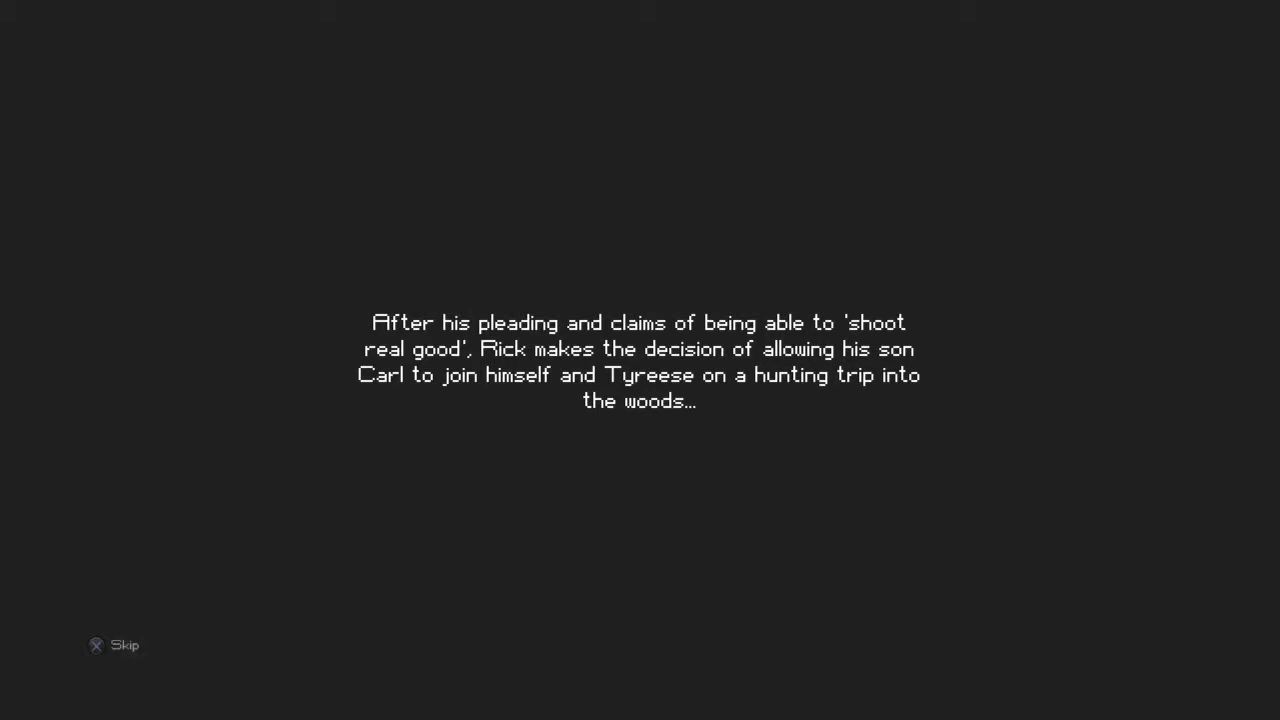 After his pleading and claims of being able to 'shoot
real good', Rick makes the decision of allowing his son
Carl to join himself and Tyreese on a hunting trip into
the woods...
Skip